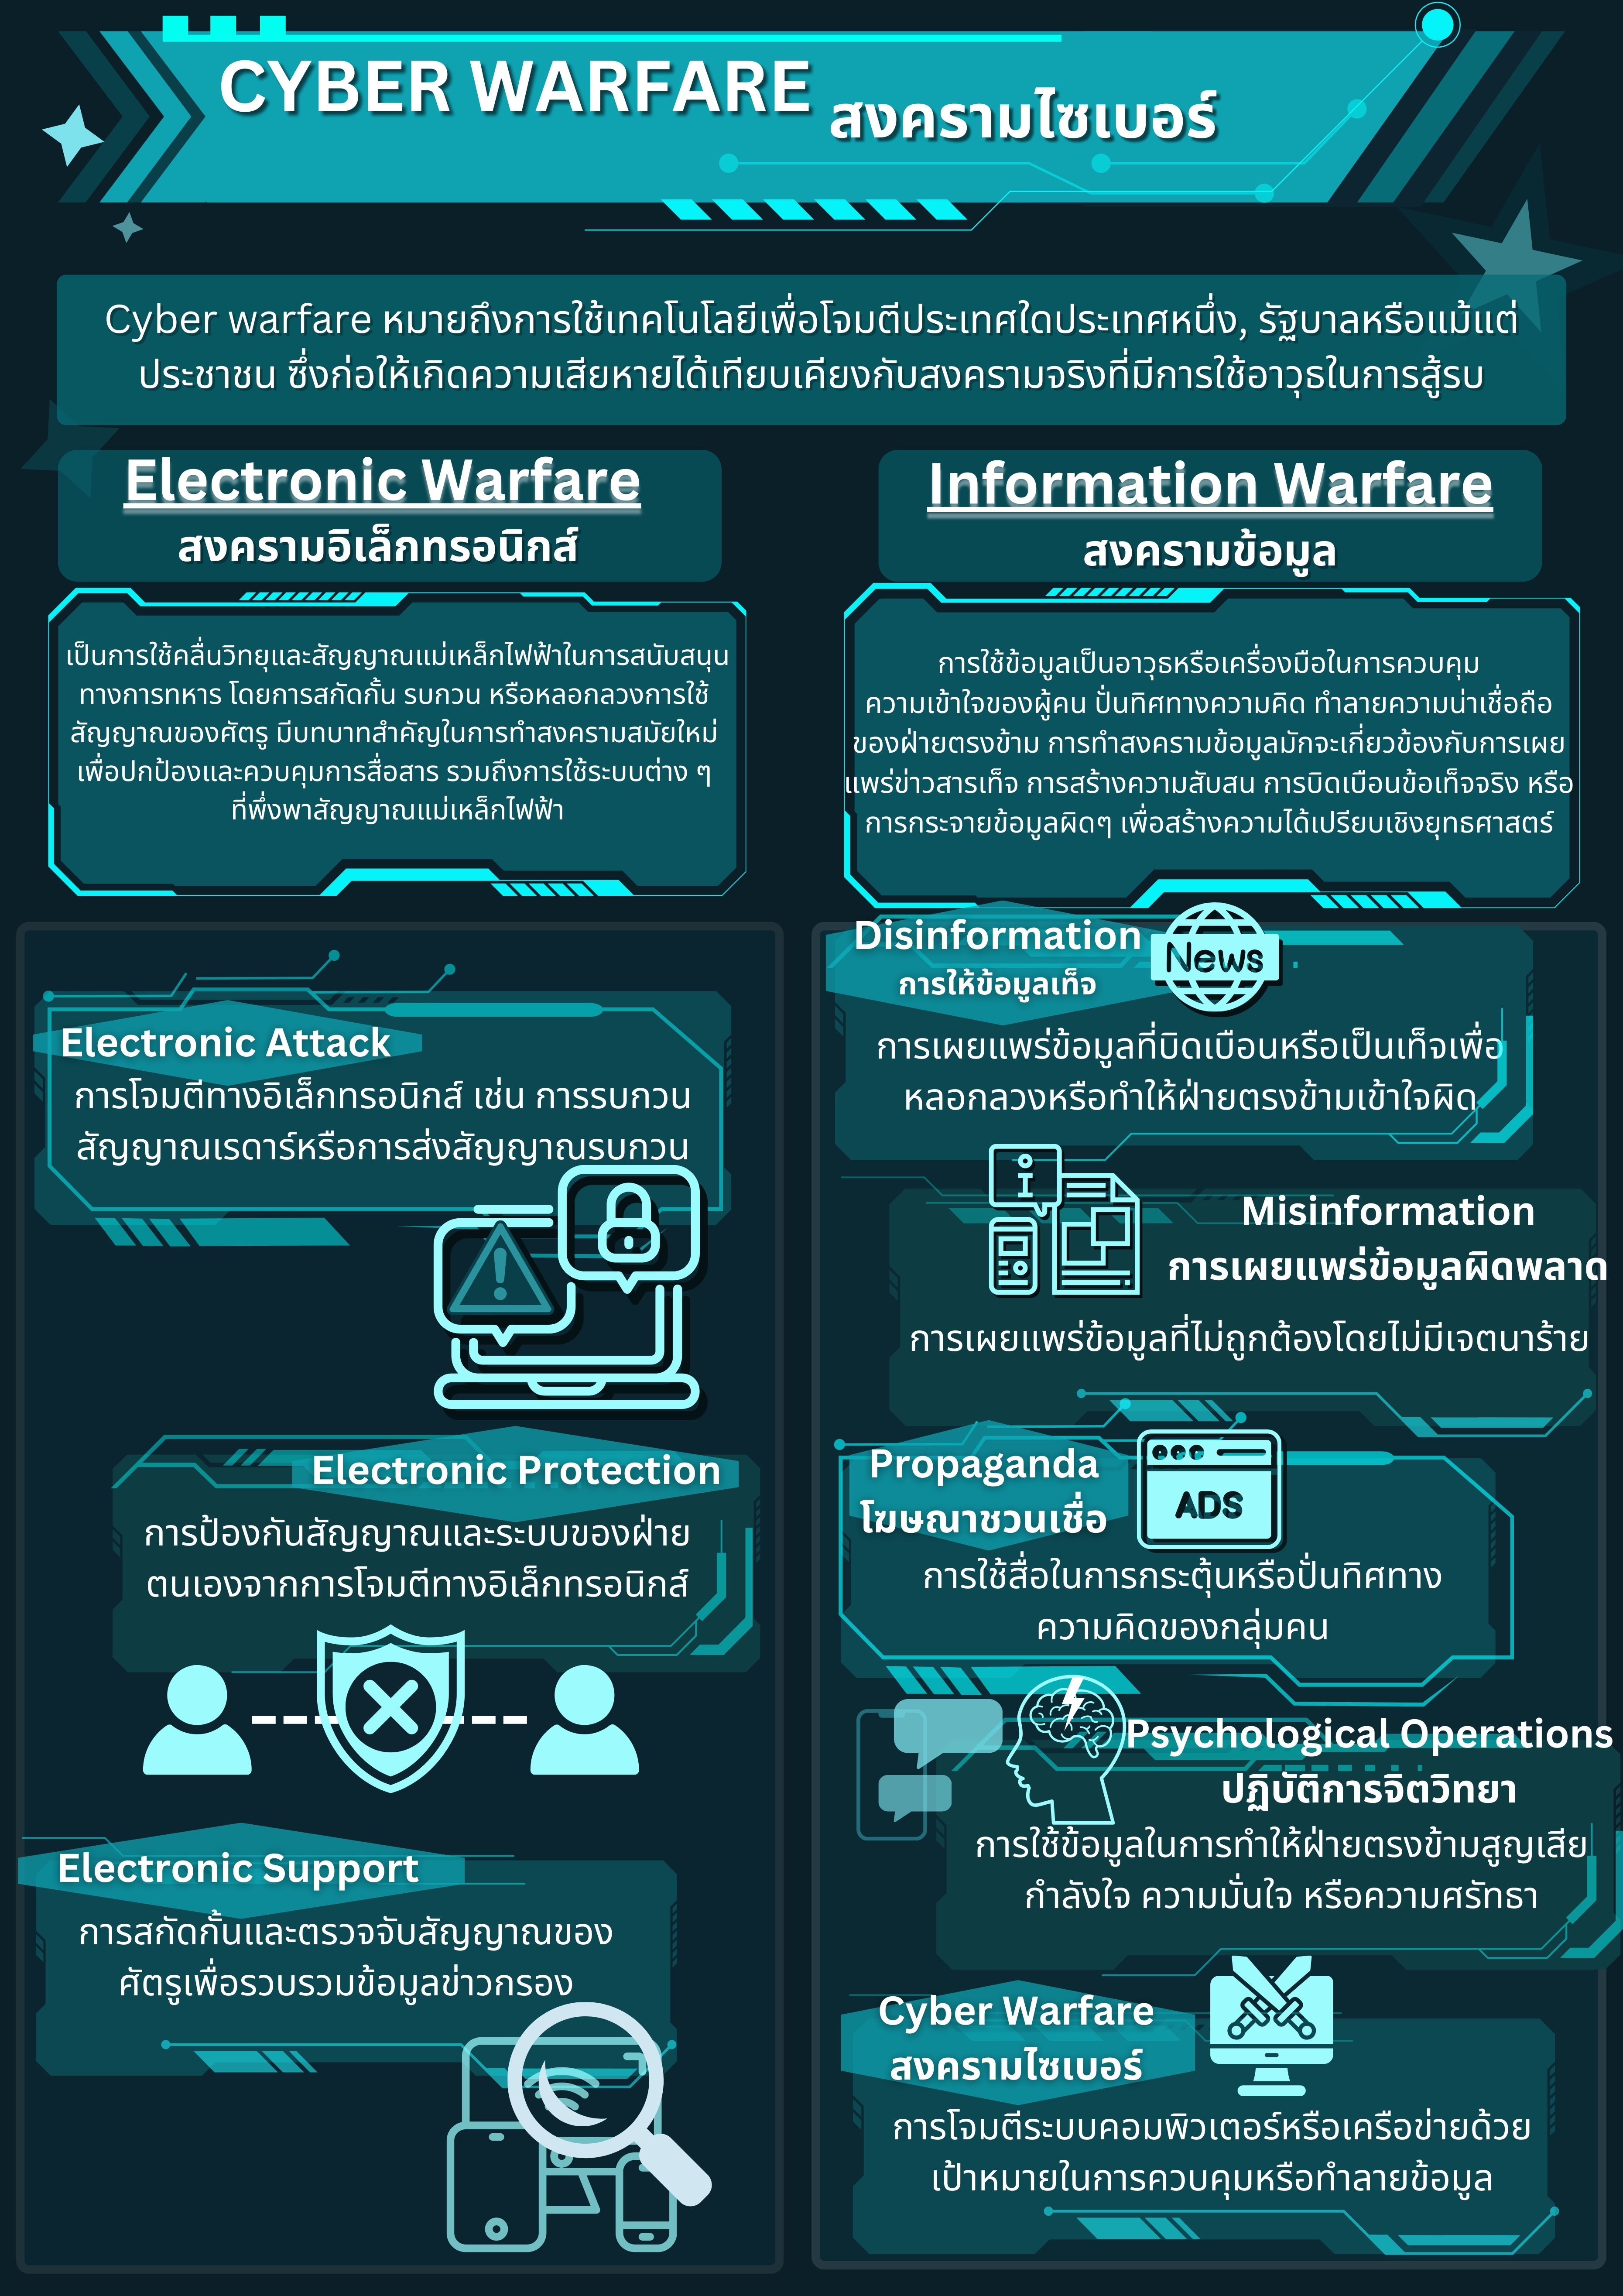 CYBER WARFARE สงครามไซเบอร์
Cyber warfare หมายถึงการใช้เทคโนโลยีเพื่อโจมตีประเทศใดประเทศหนึ่ง, รัฐบาลหรือแม้แต่
ประชาชน ซึ่งก่อให้เกิดความเสียหายได้เทียบเคียงกับสงครามจริงที่มีการใช้อาวุธในการสู้รบ
Electronic Warfare
สงครามอิเล็กทรอนิกส์
เป็นการใช้คลื่นวิทยุและสัญญาณแม่เหล็กไฟฟ้าในการสนับสนุน
ทางการทหาร โดยการสกัดกั้น รบกวน หรือหลอกลวงการใช้
สัญญาณของศัตรู มีบทบาทสำคัญในการทำสงครามสมัยใหม่
เพื่อปกป้องและควบคุมการสื่อสาร รวมถึงการใช้ระบบต่าง ๆ
ที่พึ่งพาสัญญาณแม่เหล็กไฟฟ้า
Electronic Attack
การโจมตีทางอิเล็กทรอนิกส์ เช่น การรบกวน
สัญญาณเรดาร์หรือการส่งสัญญาณรบกวน
Electronic Protection
การป้องกันสัญญาณและระบบของฝ่าย
ตนเองจากการโจมตีทางอิเล็กทรอนิกส์
Electronic Support
การสกัดกั้นและตรวจจับสัญญาณของ
ศัตรูเพื่อรวบรวมข้อมูลข่าวกรอง
Information Warfare
สงครามข้อมูล
การใช้ข้อมูลเป็นอาวุธหรือเครื่องมือในการควบคุม
ความเข้าใจของผู้คน ปั่นทิศทางความคิด ทำลายความน่าเชื่อถือ
ของฝ่ายตรงข้าม การทำสงครามข้อมูลมักจะเกี่ยวข้องกับการเผย
แพร่ข่าวสารเท็จ การสร้างความสับสน การบิดเบือนข้อเท็จจริง หรือ
การกระจายข้อมูลผิดๆ เพื่อสร้างความได้เปรียบเชิงยุทธศาสตร์
Disinformation
การให้ข้อมูลเท็จ
News
การเผยแพร่ข้อมูลที่บิดเบือนหรือเป็นเท็จเพื่อ
หลอกลวงหรือทำให้ฝ่ายตรงข้ามเข้าใจผิด
Misinformation
การเผยแพร่ข้อมูลผิดพลาด
การเผยแพร่ข้อมูลที่ไม่ถูกต้องโดยไม่มีเจตนาร้าย
Propaganda
โฆษณาชวนเชื่อ
ADS
การใช้สื่อในการกระตุ้นหรือปั่นทิศทาง
ความคิดของกลุ่มคน
Psychological Operations
ปฏิบัติการจิตวิทยา
การใช้ข้อมูลในการทำให้ฝ่ายตรงข้ามสูญเสีย
กำลังใจ ความมั่นใจ หรือความศรัทธา
Cyber Warfare
สงครามไซเบอร์
การโจมตีระบบคอมพิวเตอร์หรือเครือข่ายด้วย
เป้าหมายในการควบคุมหรือทำลายข้อมูล